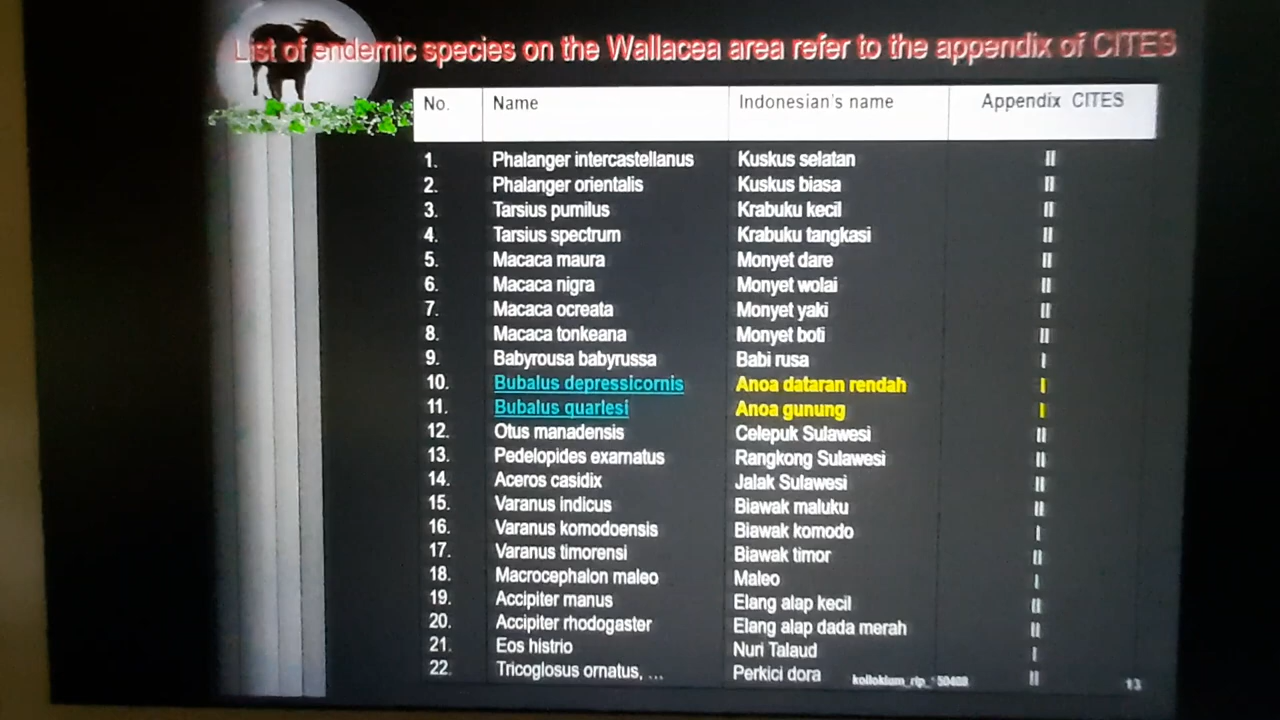 List of endemic species on the Wallacea area refer to the appendix of CITES
No. Name Indonesian's name Appendix CITES
1. Phalanger intercastellanus Kuskus selatan II
2. Phalanger orientalis Kuskus biasa II
3. Tarsius pumilus Krabuku kecil II
4. Tarsius spectrum Krabuku tangkasi II
5. Macaca maura Monyet dare II
6. Macaca nigra Monyet wolai II
7. Macaca ocreata Monyet yaki II
8. Macaca tonkeana Monyet boti II
9. Babyrousa babyrussa Babi rusa I
10. Bubalus depressicornis Anoa dataran rendah I
11. Bubalus quarlesi Anoa gunung I
12. Otus manadensis Celepuk Sulawesi II
13. Pedelopides examatus Rangkong Sulawesi II
14. Aceros casidix Jalak Sulawesi II
15. Varanus indicus Biawak maluku II
16. Varanus komodoensis Biawak komodo I
17. Varanus timorensi Biawak timor II
18. Macrocephalon maleo Maleo I
19. Accipiter manus Elang alap kecil II
20. Accipiter rhodogaster Elang alap dada merah II
21. Eos histrio Nuri Talaud I
22. Tricoglosus ornatus, ... Perkici dora II
13